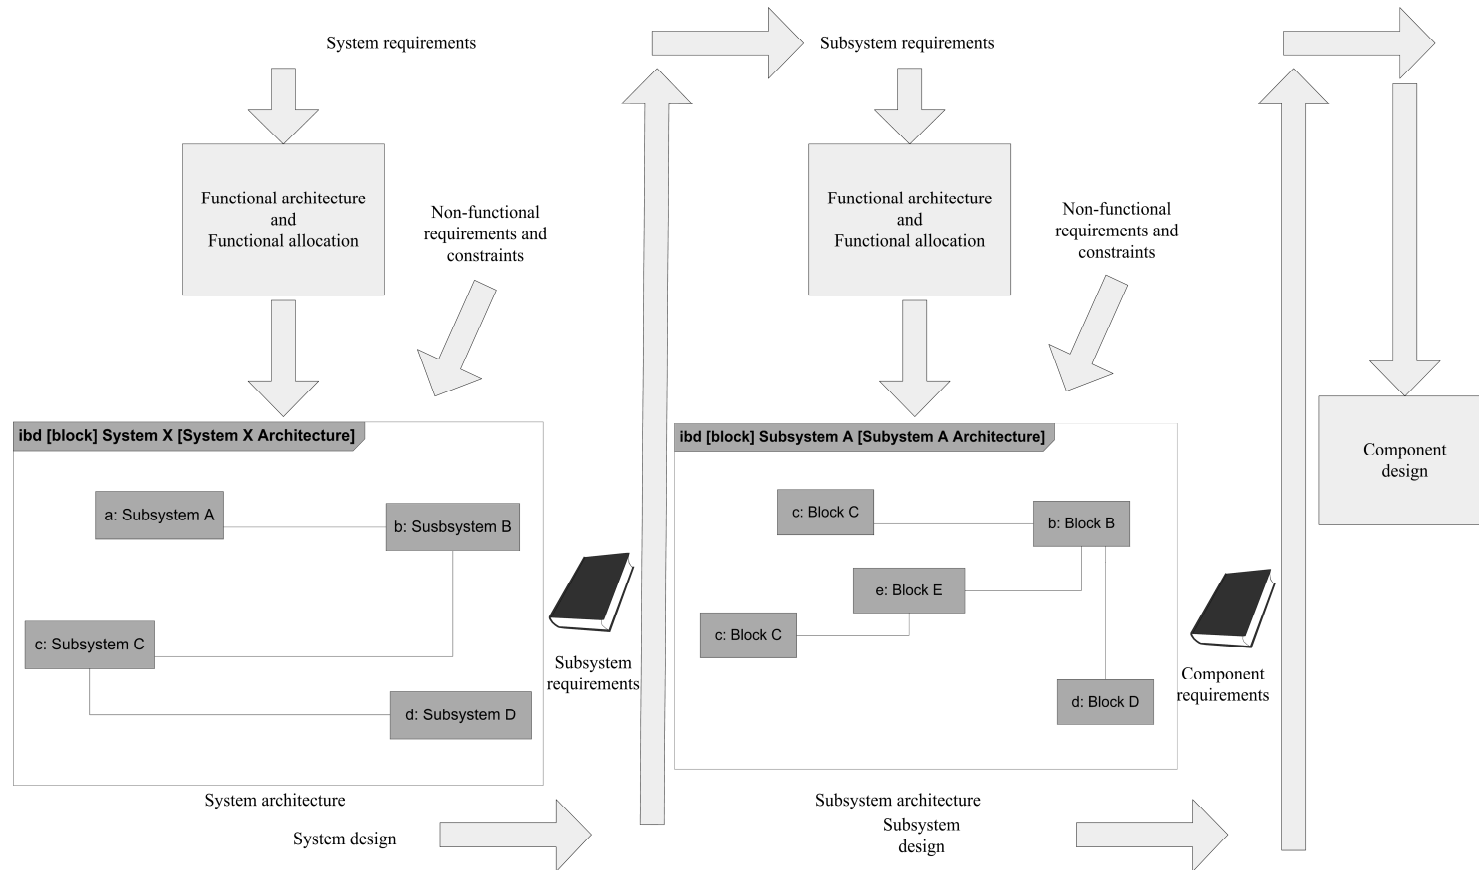 System requirements
Functional architecture
and
Functional allocation
Non-functional
requirements and
constraints
ibd [block] System X [System X Architecture]
a: Subsystem A
b: Susbsystem B
c: Subsystem C
d: Subsystem D
System architecture
System design
Subsystem
requirements
Subsystem requirements
Functional architecture
and
Functional allocation
Non-functional
requirements and
constraints
ibd [block] Subsystem A [Subystem A Architecture]
c: Block C
b: Block B
e: Block E
c: Block C
d: Block D
Subsystem architecture
Subsystem
design
Component
requirements
Component
design